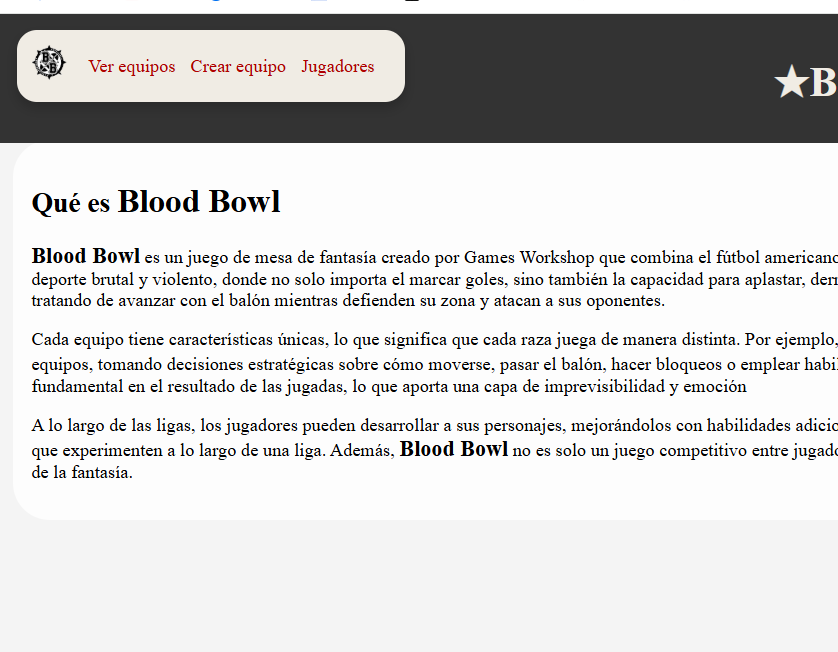 Ver equipos Crear equipo Jugadores
★B
Qué es Blood Bowl
Blood Bowl es un juego de mesa de fantasía creado por Games Workshop que combina el fútbol americano
deporte brutal y violento, donde no solo importa el marcar goles, sino también la capacidad para aplastar,
tratando de avanzar con el balón mientras defienden su zona y atacan a sus oponentes.
Cada equipo tiene características únicas, lo que significa que cada raza juega de manera distinta. Por ejemplo,
equipos, tomando decisiones estratégicas sobre cómo moverse, pasar el balón, hacer bloqueos o emplear
fundamental en el resultado de las jugadas, lo que aporta una capa de imprevisibilidad y emoción
A lo largo de las ligas, los jugadores pueden desarrollar a sus personajes, mejorándolos con habilidades
que experimenten a lo largo de una liga. Además, Blood Bowl no es solo un juego competitivo entre
de la fantasía.